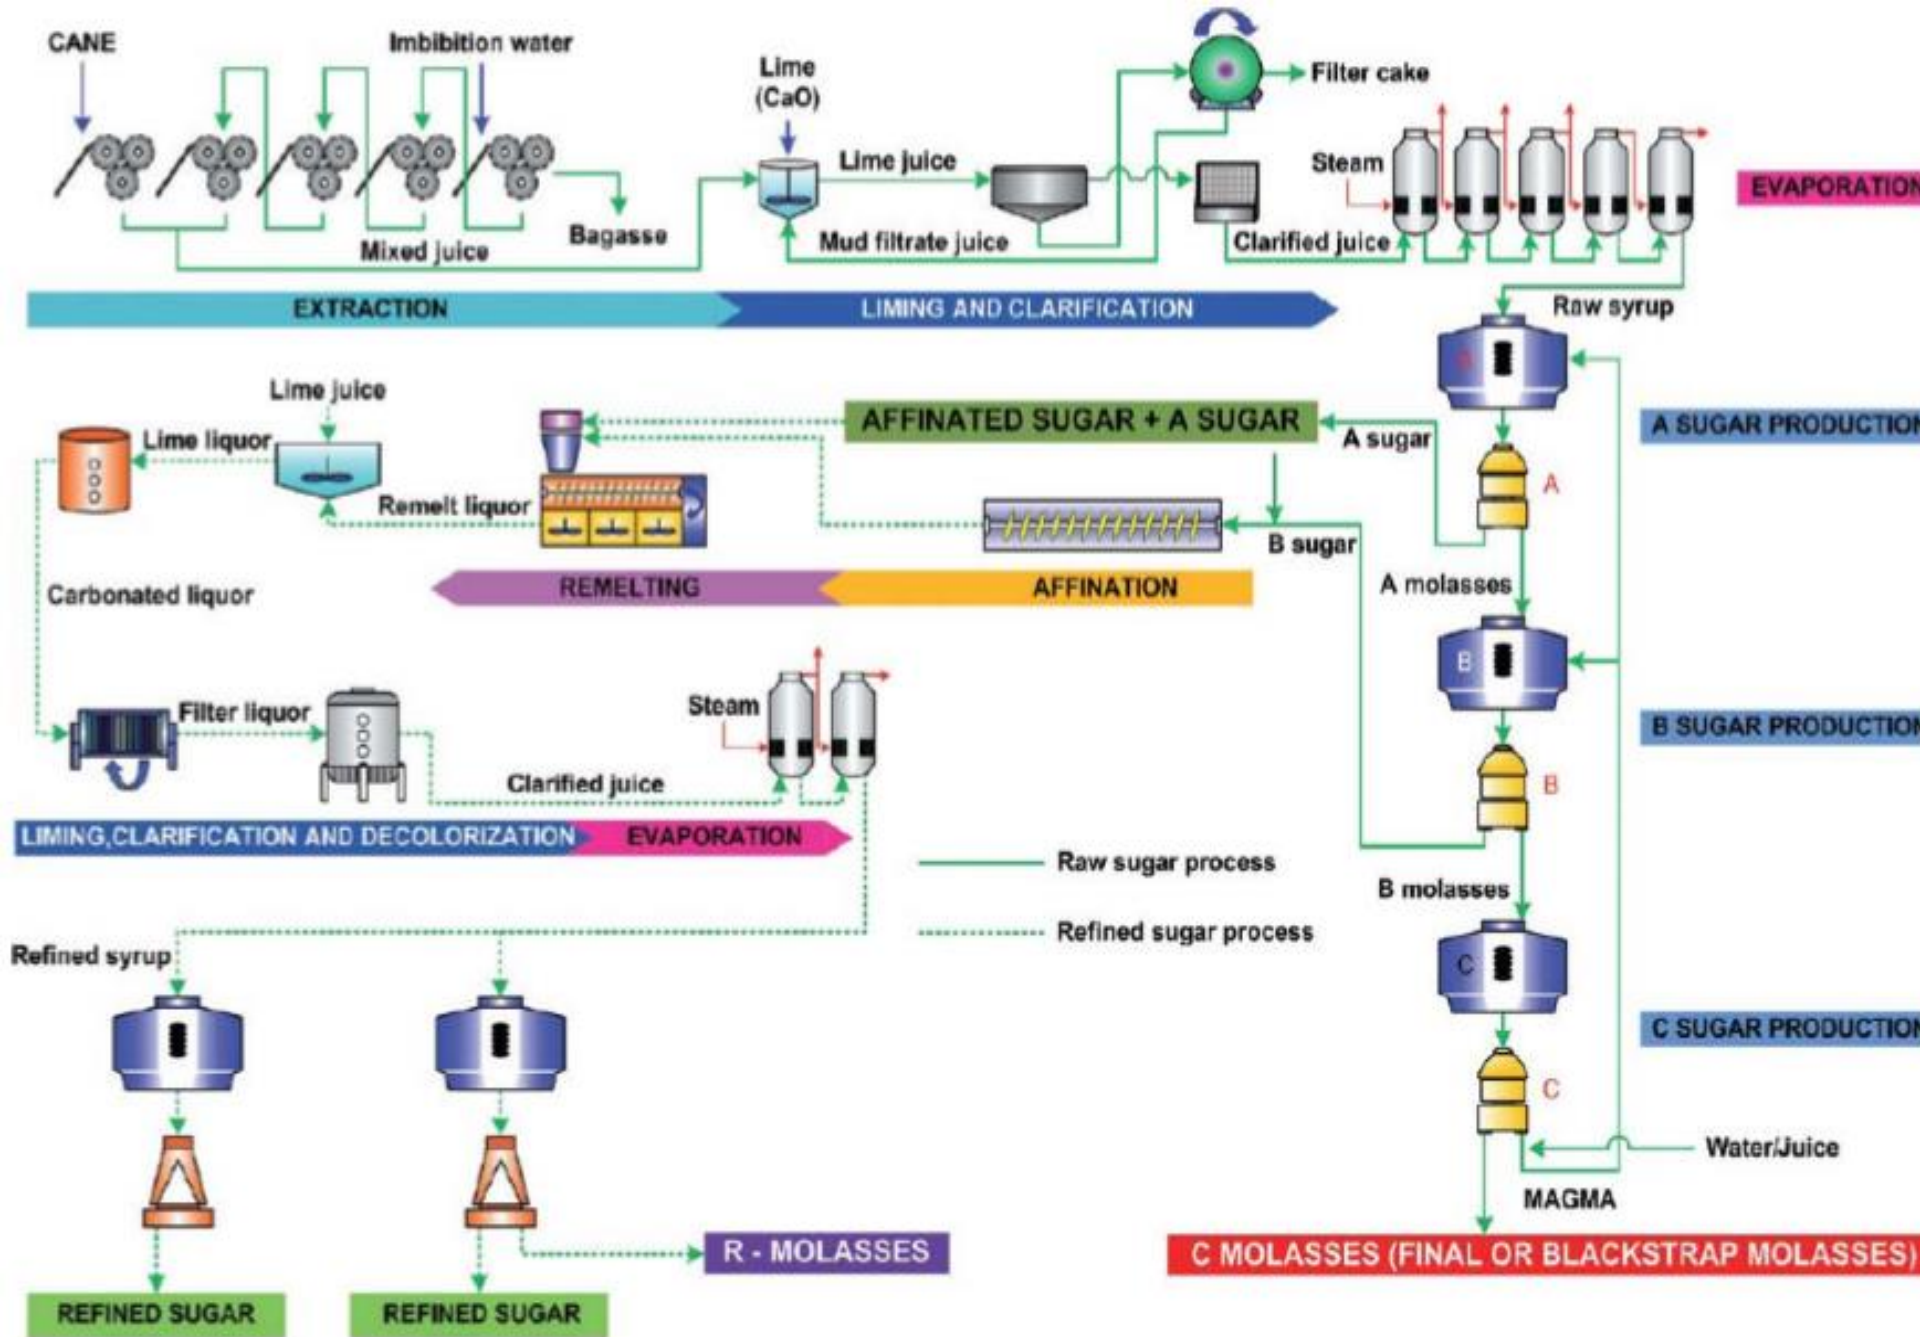 CANE
Imbibition water
Lime
(CaO)
Filter cake
Lime juice
Steam
EVAPORATION
Bagasse
Mixed juice
Mud filtrate juice
Clarified juice
EXTRACTION
LIMING AND CLARIFICATION
Raw syrup
Lime juice
AFFINATED SUGAR + A SUGAR
A SUGAR PRODUCTION
Lime liquor
A sugar
A
Remelt liquor
B sugar
Carbonated liquor
REMELTING
AFFINATION
A molasses
B
Steam
Filter liquor
B SUGAR PRODUCTION
Clarified juice
B
LIMING,CLARIFICATION AND DECOLORIZATION
EVAPORATION
Raw sugar process
B molasses
Refined sugar process
Refined syrup
C
C SUGAR PRODUCTION
C
Water/Juice
MAGMA
R - MOLASSES
C MOLASSES (FINAL OR BLACKSTRAP MOLASSES)
REFINED SUGAR
REFINED SUGAR